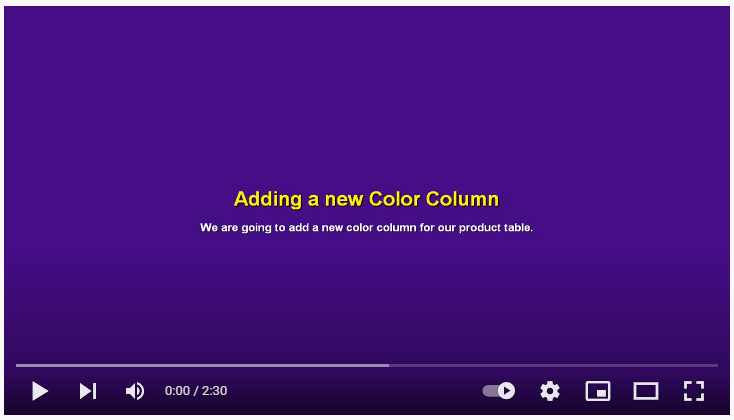 Adding a new Color Column
We are going to add a new color column for our product table.
0:00 / 2:30